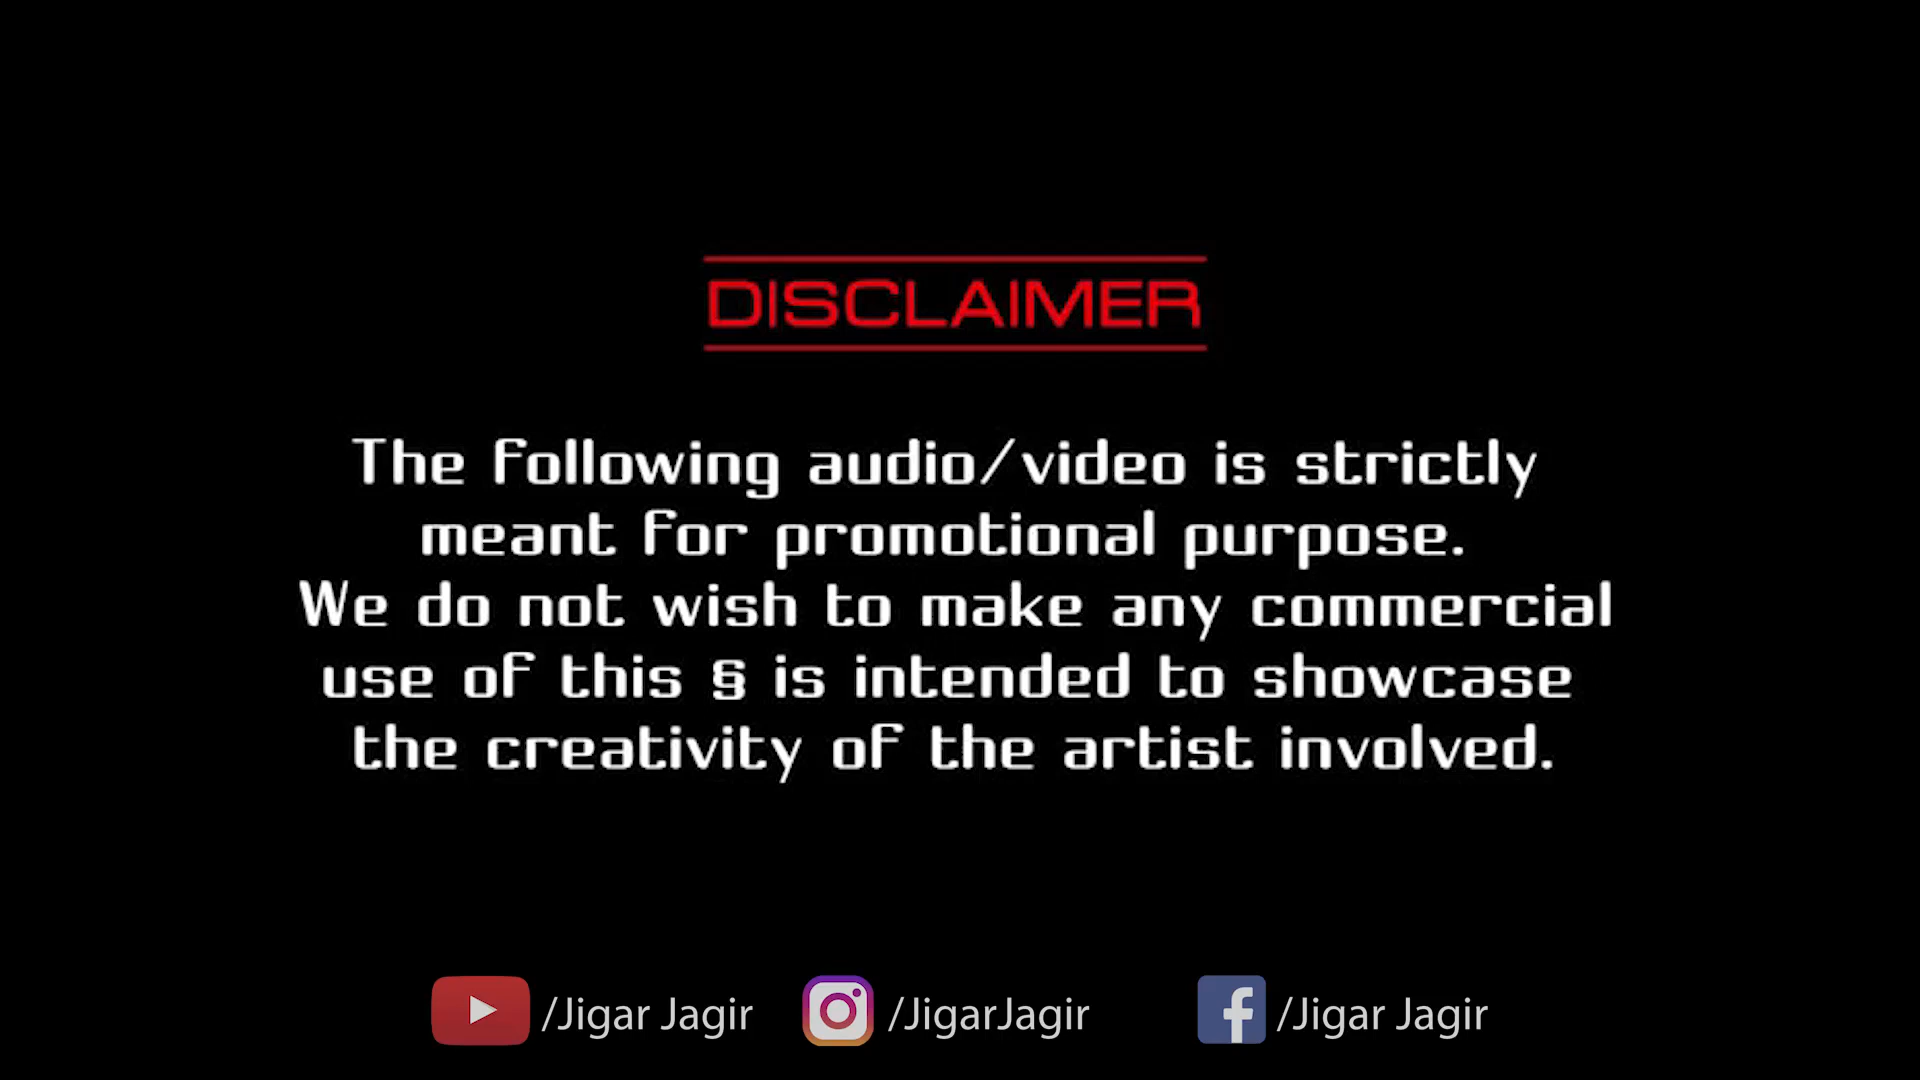 DISCLAIMER
The following audio/video is strictly
meant for promotional purpose.
We do not wish to make any commercial
use of this § is intended to showcase
the creativity of the artist involved.
/Jigar Jagir /JigarJagir /Jigar Jagir